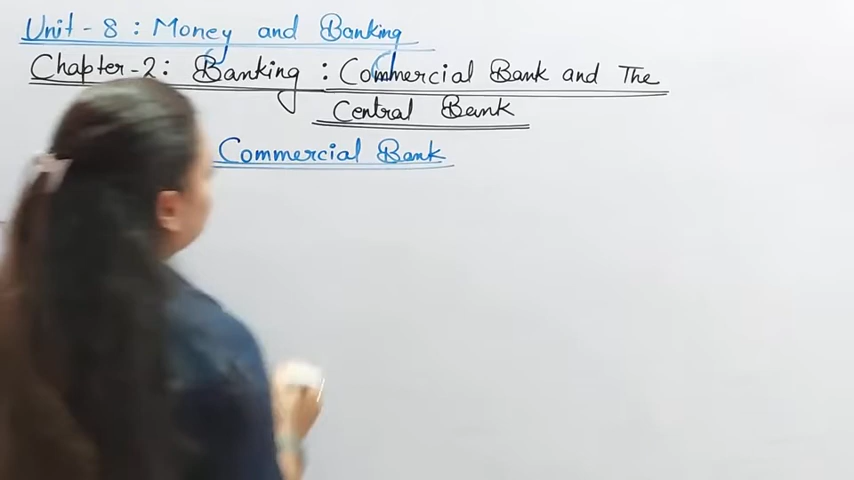 Unit - 8 : Money and Banking
Chapter - 2 : Banking : Commercial Bank and The
Central Bank
Commercial Bank